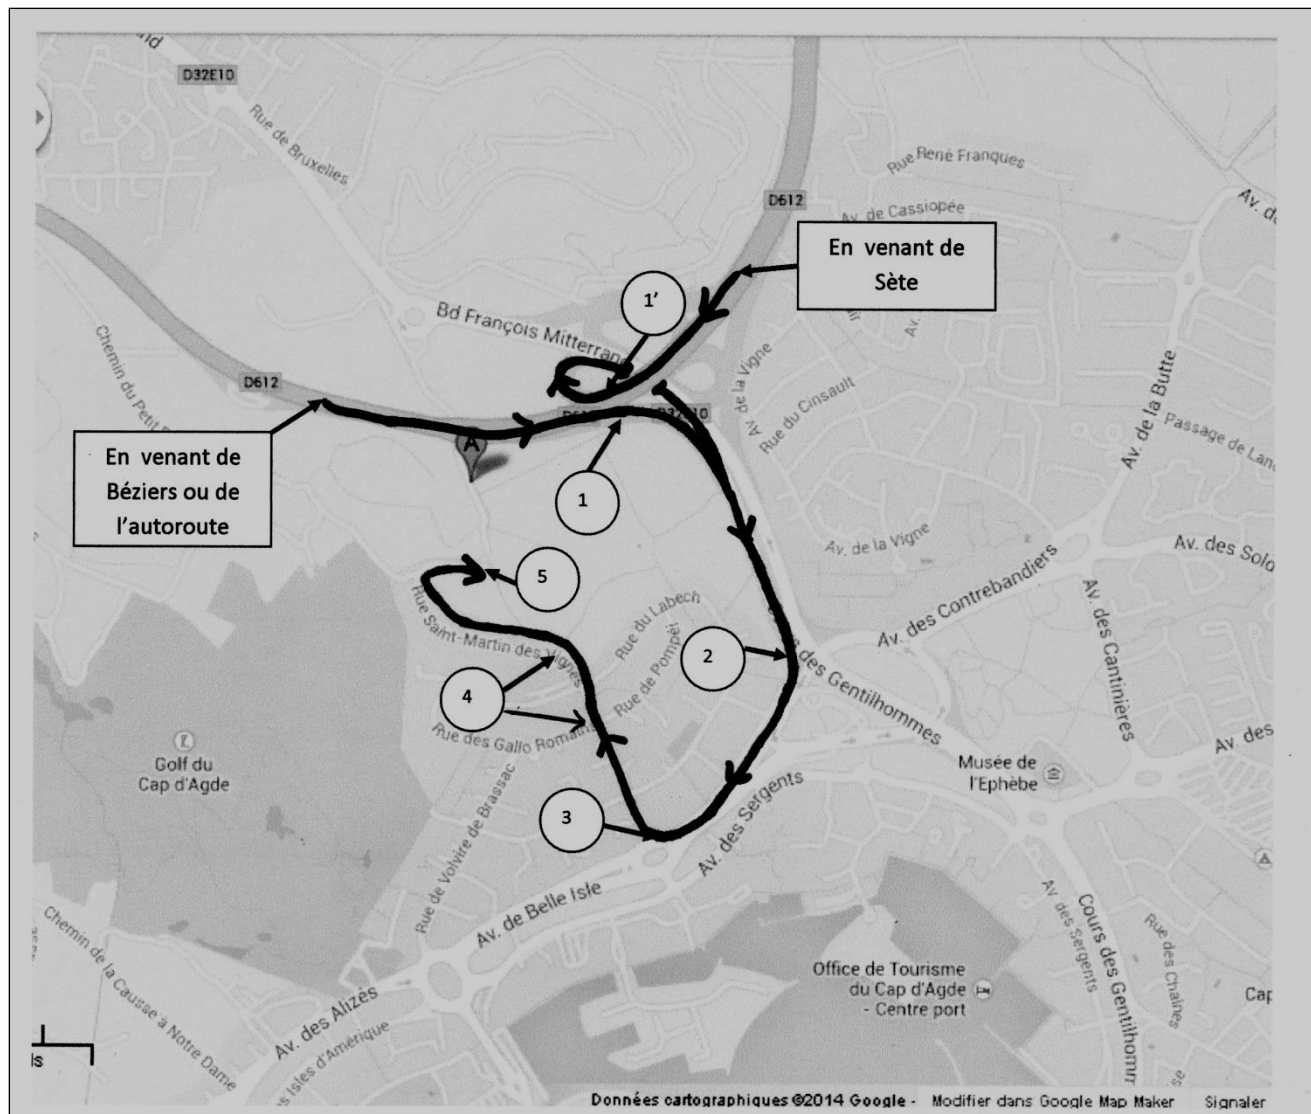 D32E10
Rue de Bruxelles
Rue René Franques
D612
Av. de Cassiopée
En venant de
Sète
1’
Bd François Mitterrand
Av. de la Vigne
Rue du Cinsault
Av. de la Butte
Passage de
Chemin du Petit
D612
A
En venant de
Béziers ou de
l’autoroute
1
Av. de la Vigne
Av. des Contrebandiers
Av. des
Av. des Cantinières
5
Rue Saint-Martin des Vignes
Rue du Labech
Rue de Pompéi
2
des Gentilhommes
4
Rue des Gallo Romains
Golf du
Cap d'Agde
Musée de
l'Ephèbe
Av. des
3
Av. des Sergents
Rue de Volvire de Brassac
Av. de Belle Isle
Av. des Sergents
Cours des Gentilhomm
Rue des Chaînes
Chemin de la Causse à Notre Dame
Av. des Alizés
Isles d'Amérique
Office de Tourisme
du Cap d'Agde
- Centre port
Cap
Données cartographiques ©2014 Google - Modifier dans Google Map Maker Signaler